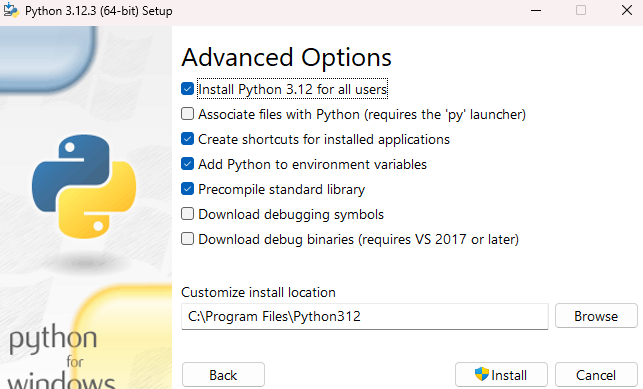 Python 3.12.3 (64-bit) Setup
Advanced Options
Install Python 3.12 for all users
Associate files with Python (requires the 'py' launcher)
Create shortcuts for installed applications
Add Python to environment variables
Precompile standard library
Download debugging symbols
Download debug binaries (requires VS 2017 or later)
Customize install location
C:\Program Files\Python312
Browse
python
for
windows
Back
Install
Cancel